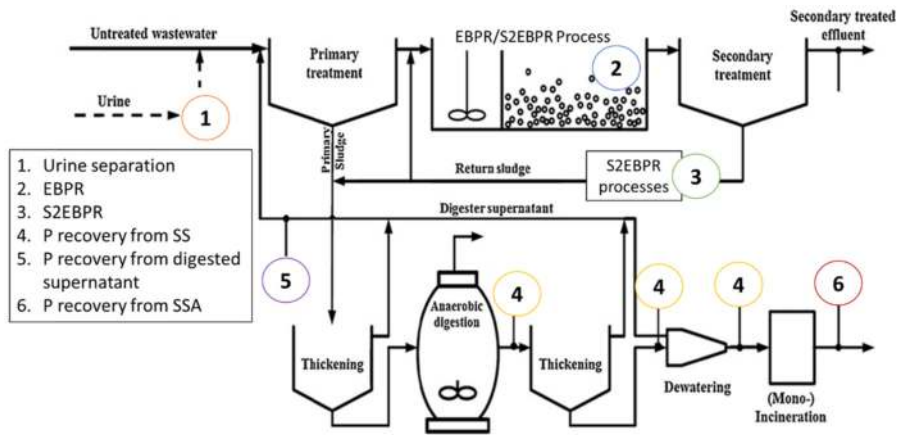 Untreated wastewater
Urine
1
Primary
treatment
EBPR/S2EBPR Process
2
Secondary
treatment
Secondary treated
effluent
Primary
Sludge
Return sludge
S2EBPR
processes
3
Digester supernatant
1. Urine separation
2. EBPR
3. S2EBPR
4. P recovery from SS
5. P recovery from digested
supernatant
6. P recovery from SSA
5
4
4
4
6
Thickening
Anaerobic
digestion
Thickening
Dewatering
(Mono-)
Incineration